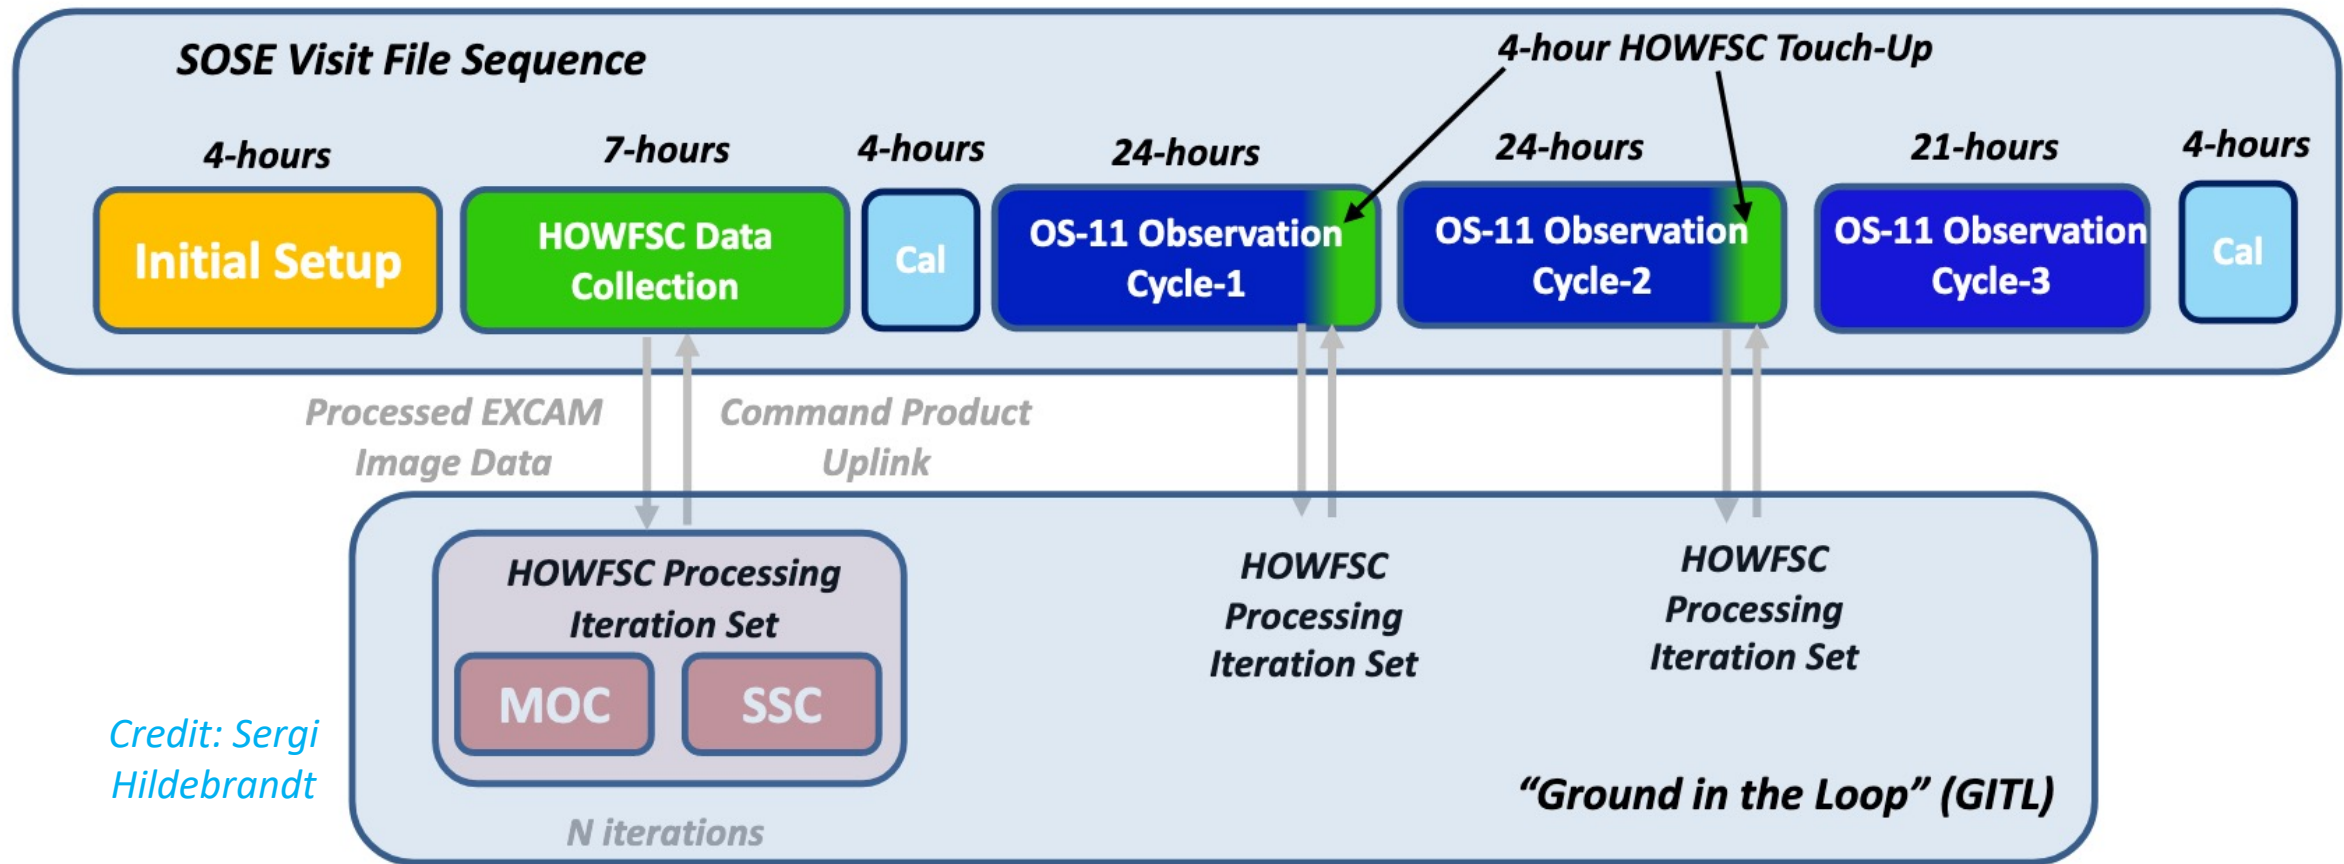 SOSE Visit File Sequence
4-hour HOWFSC Touch-Up
4-hours
7-hours
4-hours
24-hours
24-hours
21-hours
4-hours
Initial Setup
HOWFSC Data
Collection
Cal
OS-11 Observation
Cycle-1
OS-11 Observation
Cycle-2
OS-11 Observation
Cycle-3
Cal
Processed EXCAM
Image Data
Command Product
Uplink
HOWFSC Processing
Iteration Set
MOC
SSC
N iterations
HOWFSC
Processing
Iteration Set
HOWFSC
Processing
Iteration Set
“Ground in the Loop” (GITL)
Credit: Sergi
Hildebrandt